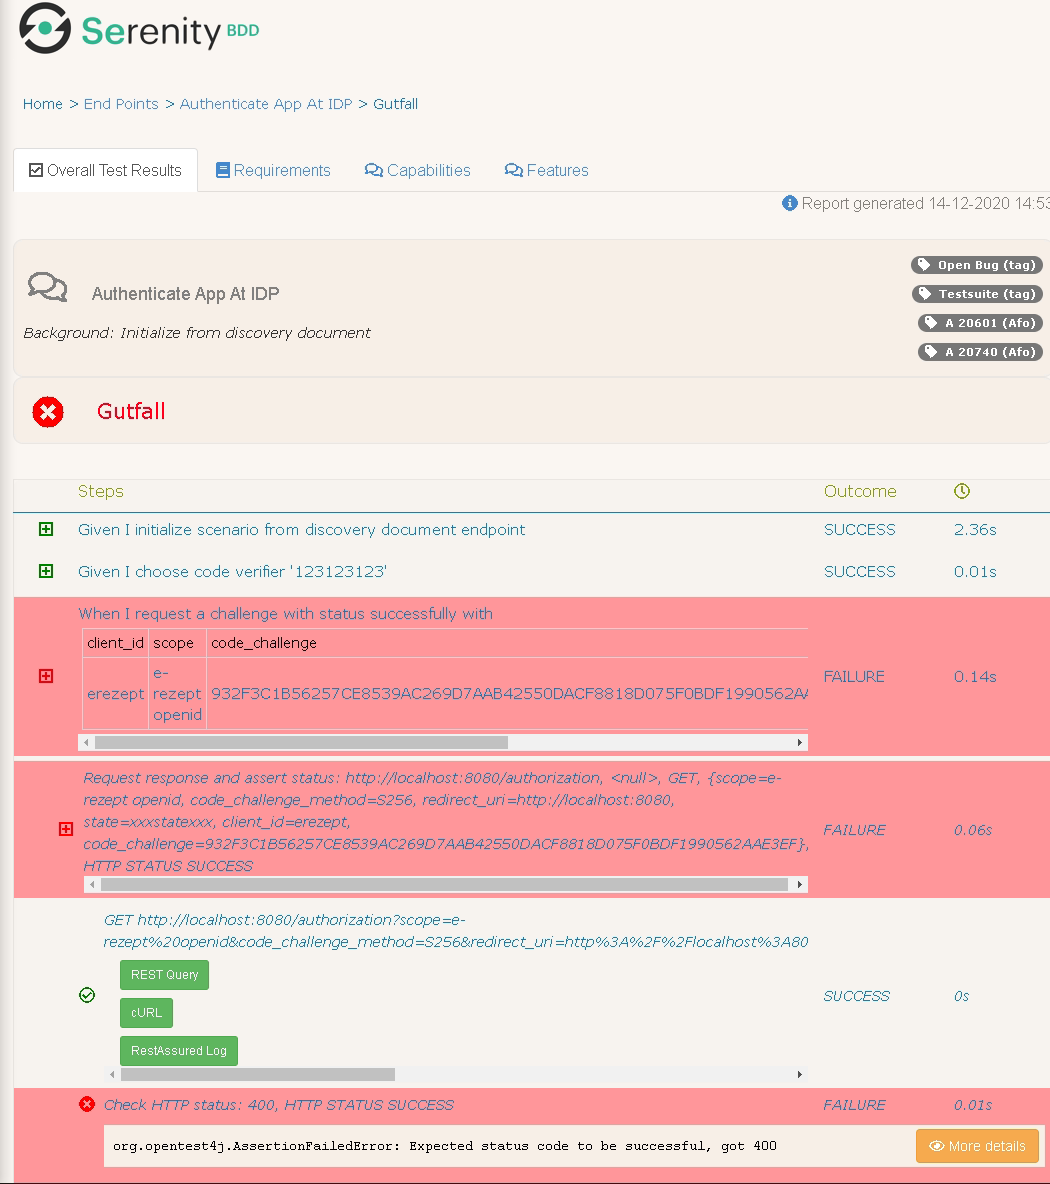 Serenity BDD
Home > End Points > Authenticate App At IDP > Gutfall
Overall Test Results Requirements Capabilities Features
Report generated 14-12-2020 14:53
Authenticate App At IDP
Background: Initialize from discovery document
Open Bug (tag)
Testsuite (tag)
A 20601 (Afo)
A 20740 (Afo)
Gutfall
Steps Outcome
Given I initialize scenario from discovery document endpoint SUCCESS 2.36s
Given I choose code verifier '123123123' SUCCESS 0.01s
When I request a challenge with status successfully with
client_id scope code_challenge
erezept e-
rezept
openid
932F3C1B56257CE8539AC269D7AAB42550DACF8818D075F0BDF1990562AA
FAILURE 0.14s
Request response and assert status: http://localhost:8080/authorization, <null>, GET, {scope=e-
rezept openid, code_challenge_method=S256, redirect_uri=http://localhost:8080,
state=xxxstatexxx, client_id=erezept,
code_challenge=932F3C1B56257CE8539AC269D7AAB42550DACF8818D075F0BDF1990562AAE3EF},
HTTP STATUS SUCCESS
FAILURE 0.06s
GET http://localhost:8080/authorization?scope=e-
rezept%20openid&code_challenge_method=S256&redirect_uri=http%3A%2F%2Flocalhost%3A80
REST Query
cURL
RestAssured Log
SUCCESS 0s
Check HTTP status: 400, HTTP STATUS SUCCESS FAILURE 0.01s
org.opentest4j.AssertionFailedError: Expected status code to be successful, got 400
More details